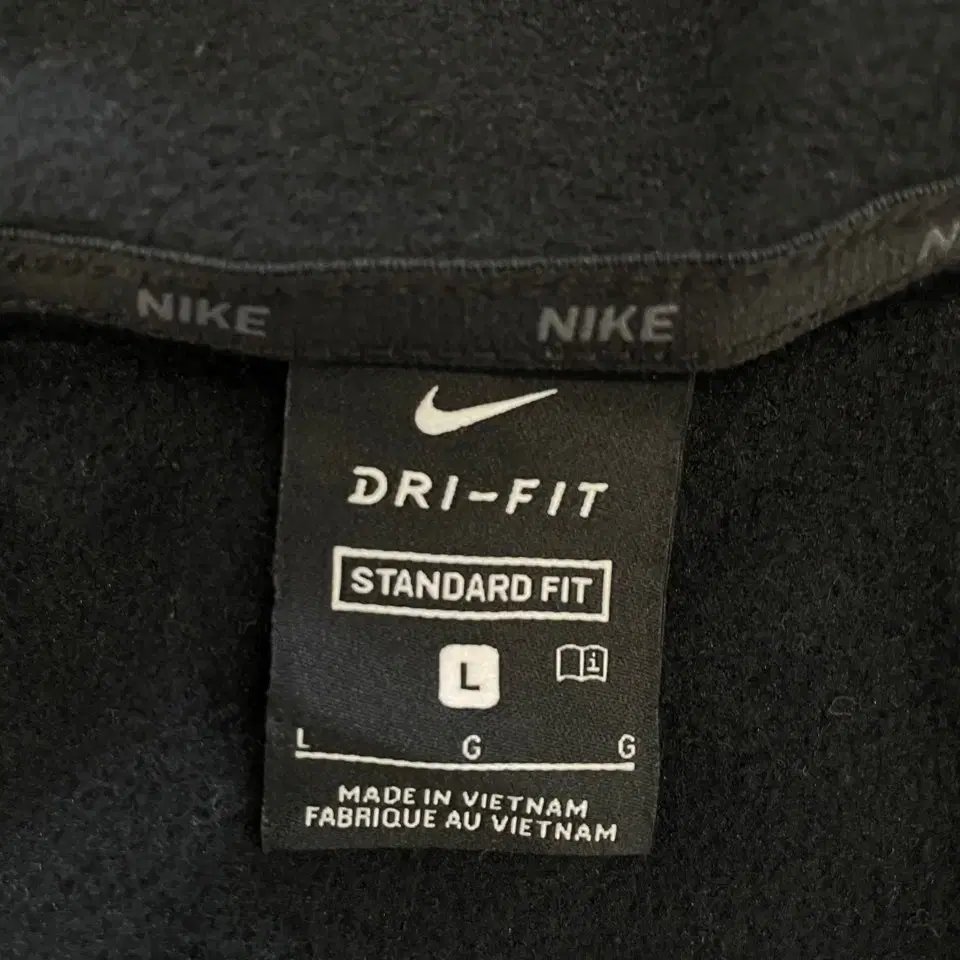 NIKE NIKE N
DRI-FIT
STANDARD FIT
L i
L G G
MADE IN VIETNAM
FABRIQUE AU VIETNAM